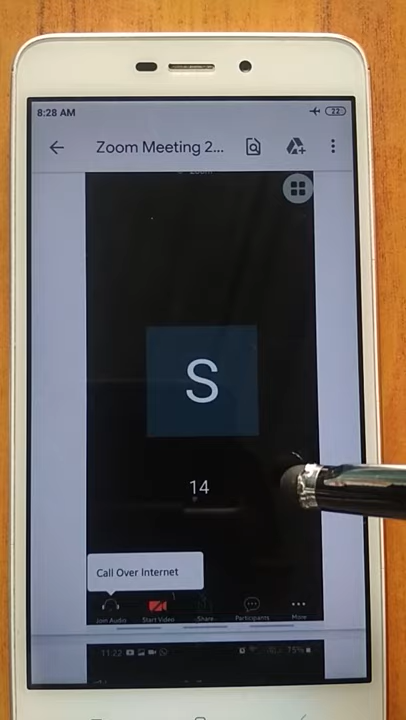 8:28 AM 22
Zoom Meeting 2...
Zoom
S
14
Call Over Internet
Join Audio Start Video Share Participants More
11:22 75%